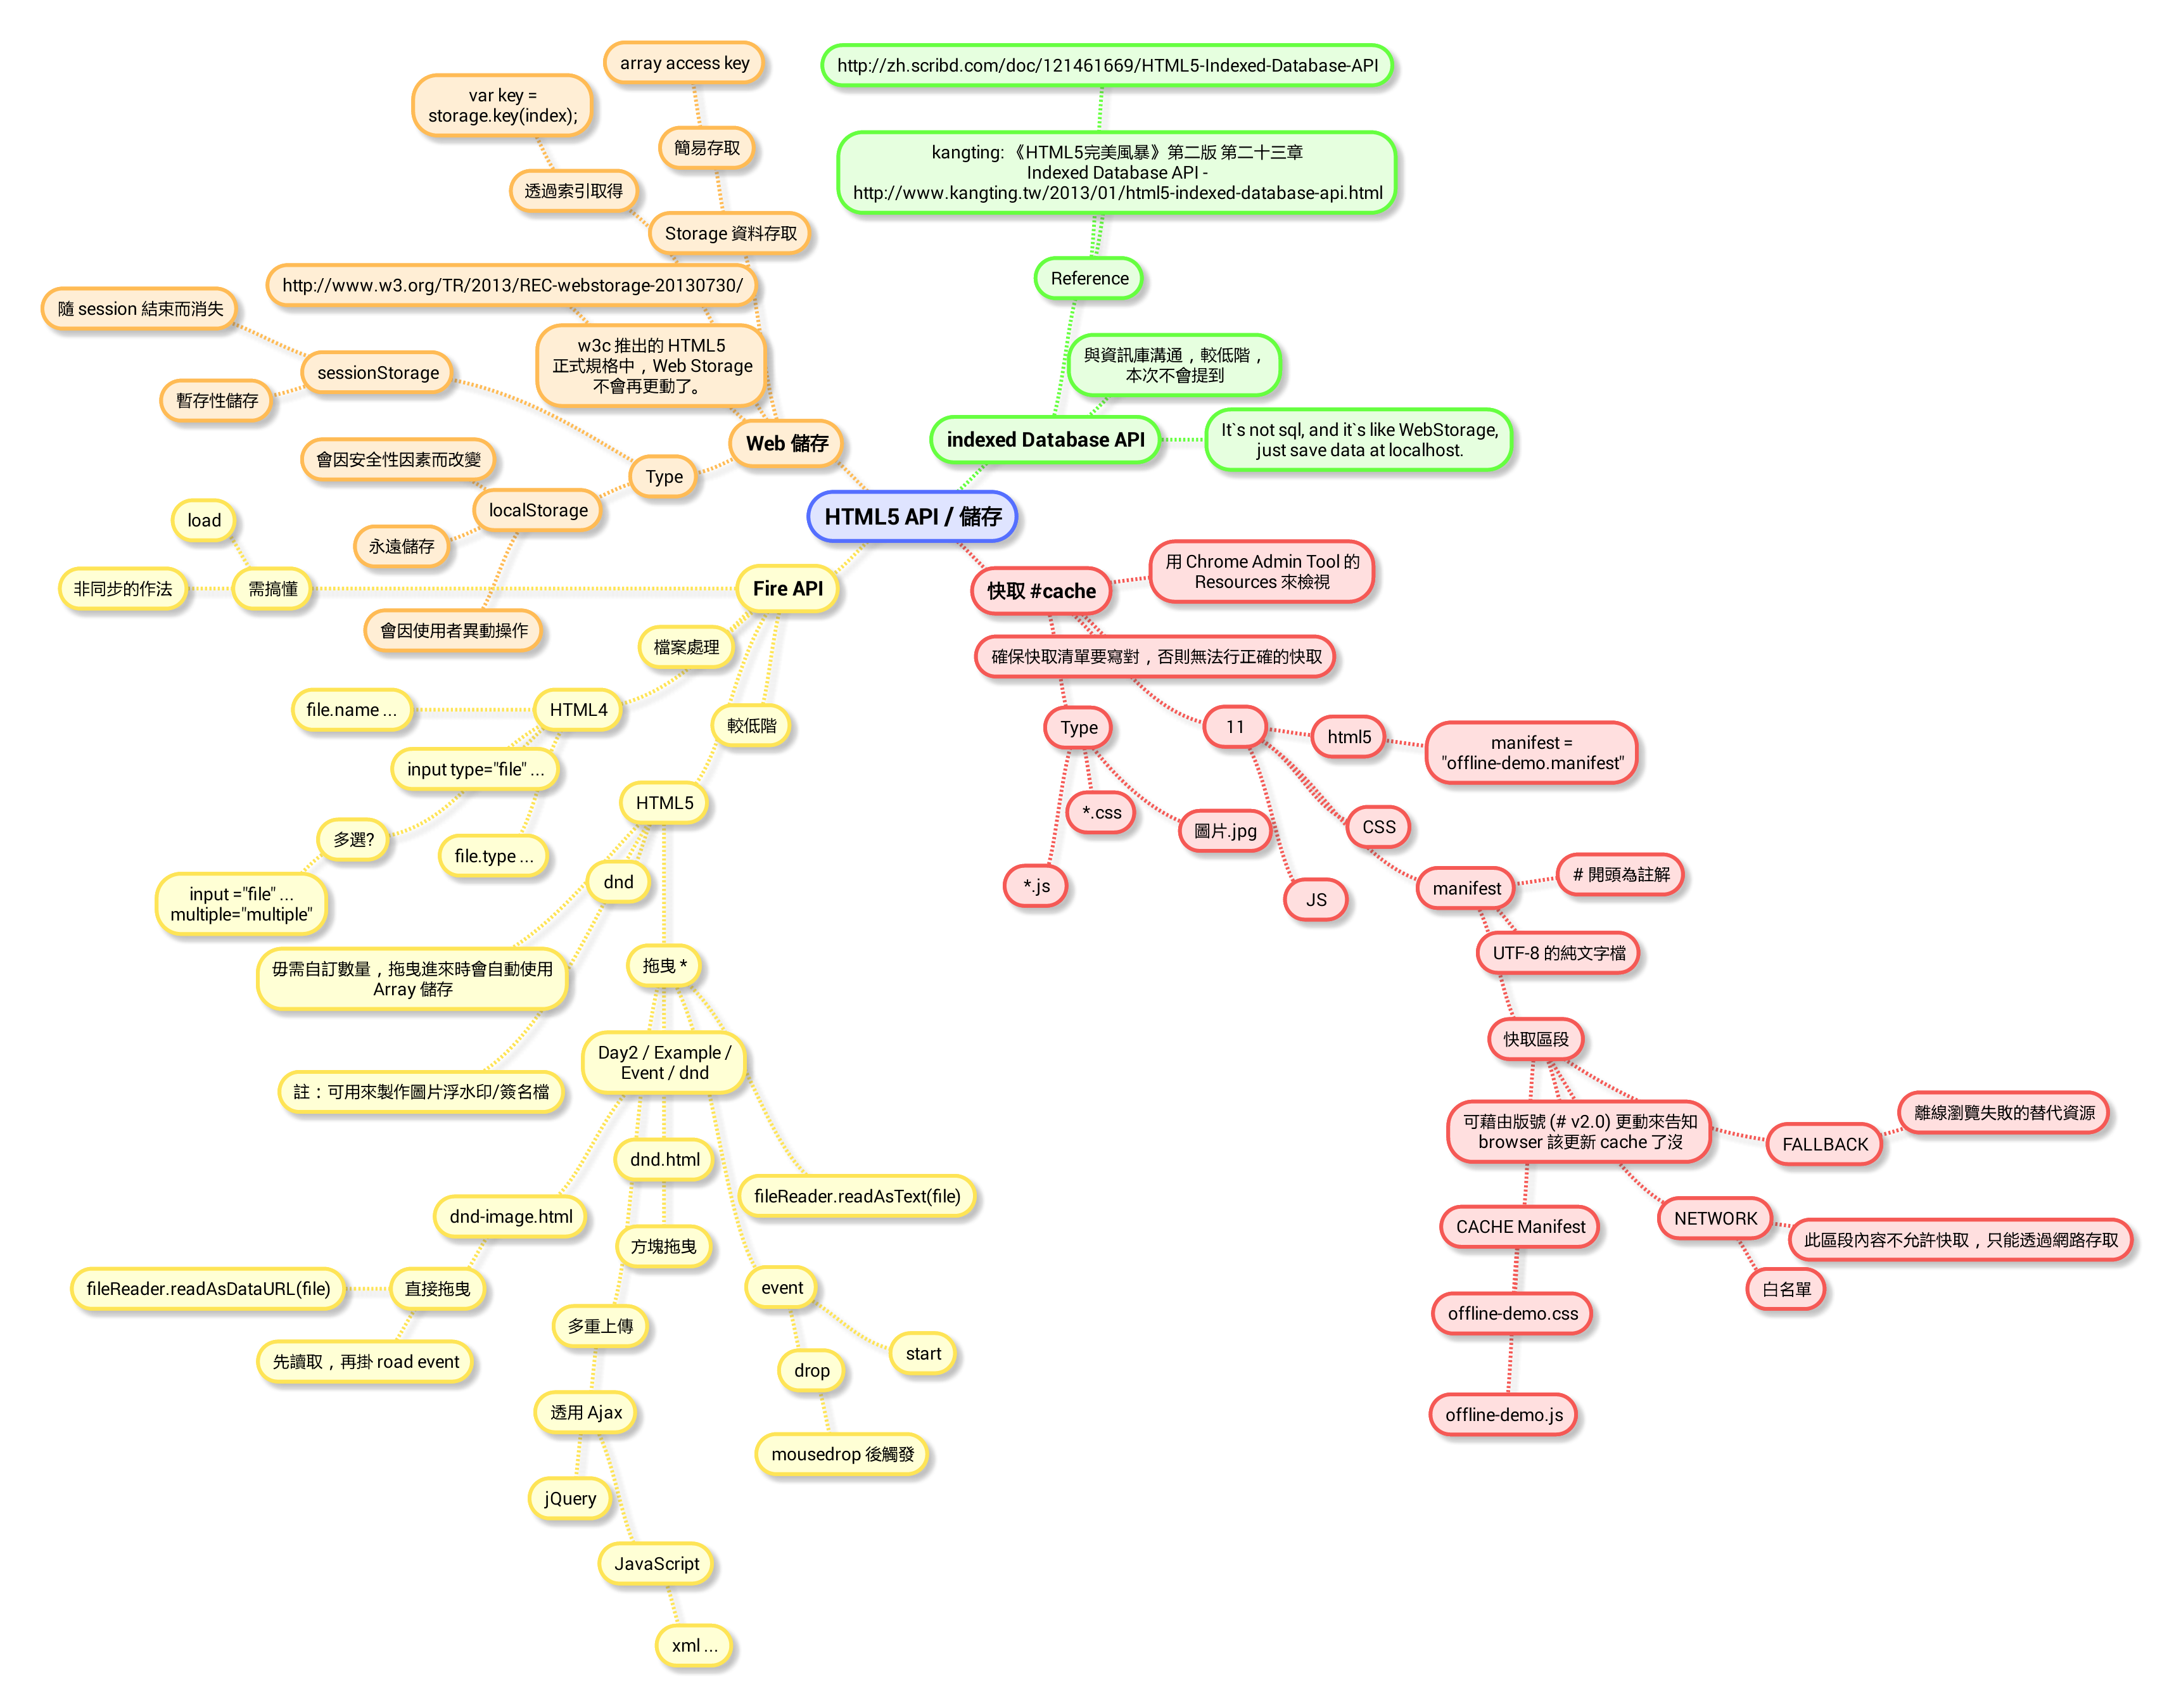 HTML5 API / 儲存
Web 儲存
Storage 資料存取
簡易存取
array access key
透過索引取得
var key =
storage.key(index);
http://www.w3.org/TR/2013/REC-webstorage-20130730/
w3c 推出的 HTML5
正式規格中，Web Storage
不會再更動了。
Type
sessionStorage
隨 session 結束而消失
暫存性儲存
localStorage
會因安全性因素而改變
永遠儲存
會因使用者異動操作
indexed Database API
Reference
http://zh.scribd.com/doc/121461669/HTML5-Indexed-Database-API
kangting: 《HTML5完美風暴》第二版 第二十三章
Indexed Database API -
http://www.kangting.tw/2013/01/html5-indexed-database-api.html
與資訊庫溝通，較低階，
本次不會提到
It`s not sql, and it`s like WebStorage,
just save data at localhost.
Fire API
需搞懂
load
非同步的作法
檔案處理
較低階
HTML4
file.name ...
input type="file" ...
file.type ...
多選?
input ="file" ...
multiple="multiple"
HTML5
dnd
毋需自訂數量，拖曳進來時會自動使用
Array 儲存
註：可用來製作圖片浮水印/簽名檔
拖曳 *
Day2 / Example /
Event / dnd
dnd.html
方塊拖曳
dnd-image.html
直接拖曳
fileReader.readAsDataURL(file)
先讀取，再掛 road event
多重上傳
透用 Ajax
jQuery
JavaScript
xml ...
event
start
drop
mousedrop 後觸發
fileReader.readAsText(file)
快取 #cache
用 Chrome Admin Tool 的
Resources 來檢視
確保快取清單要寫對，否則無法行正確的快取
Type
*.js
*.css
圖片.jpg
11
html5
manifest =
"offline-demo.manifest"
CSS
JS
manifest
# 開頭為註解
UTF-8 的純文字檔
快取區段
可藉由版號 (# v2.0) 更動來告知
browser 該更新 cache 了沒
FALLBACK
離線瀏覽失敗的替代資源
NETWORK
此區段內容不允許快取，只能透過網路存取
白名單
CACHE Manifest
offline-demo.css
offline-demo.js